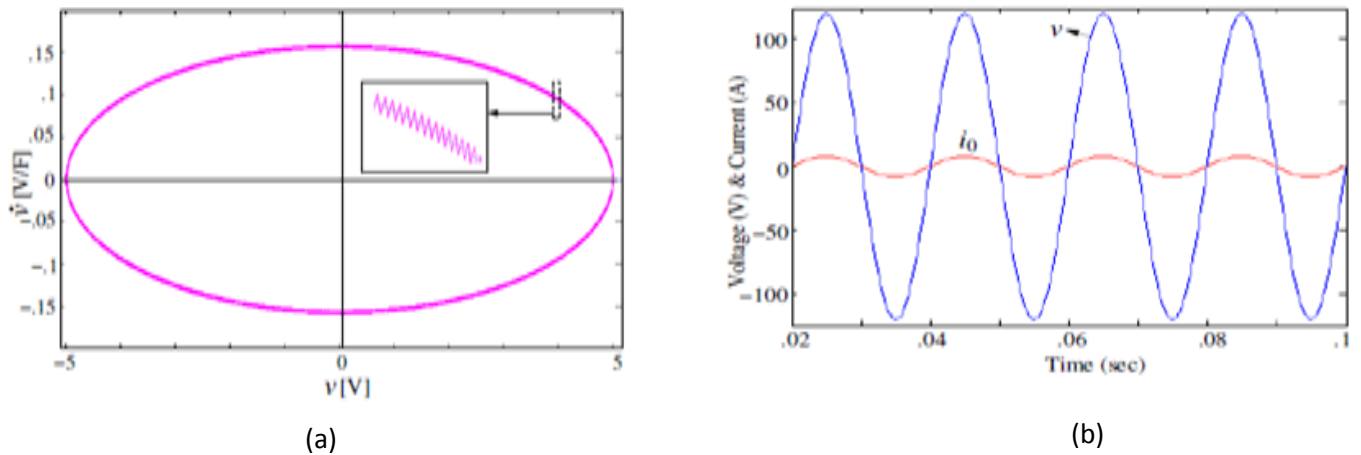 .15
.1
.05
0
-.05
-.1
-.15
v̇ [V/F]
-5
0
5
v [V]
(a)
100
50
0
-50
-100
Voltage (V) & Current (A)
v
i0
.02
.04
.06
.08
.1
Time (sec)
(b)